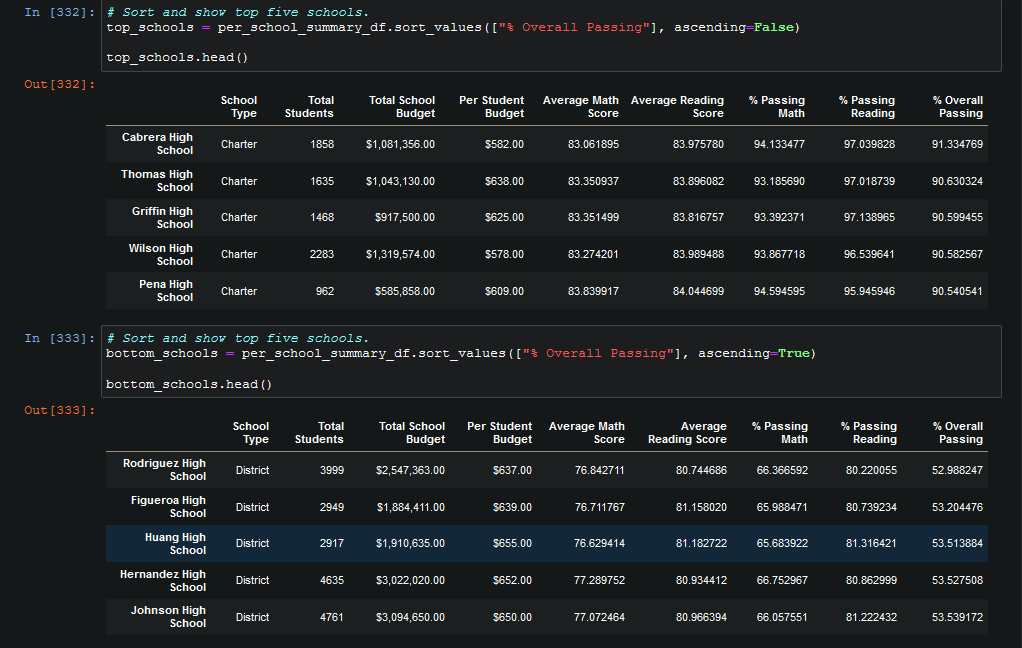 In [332]: # Sort and show top five schools.
top_schools = per_school_summary_df.sort_values(["% Overall Passing"], ascending=False)
top_schools.head()
Out[332]:
School Type Total Students Total School Budget Per Student Budget Average Math Score Average Reading Score % Passing Math % Passing Reading % Overall Passing
Cabrera High School Charter 1858 $1,081,356.00 $582.00 83.061895 83.975780 94.133477 97.039828 91.334769
Thomas High School Charter 1635 $1,043,130.00 $638.00 83.350937 83.896082 93.185690 97.018739 90.630324
Griffin High School Charter 1468 $917,500.00 $625.00 83.351499 83.816757 93.392371 97.138965 90.599455
Wilson High School Charter 2283 $1,319,574.00 $578.00 83.274201 83.989488 93.867718 96.539641 90.582567
Pena High School Charter 962 $585,858.00 $609.00 83.839917 84.044699 94.594595 95.945946 90.540541
In [333]: # Sort and show top five schools.
bottom_schools = per_school_summary_df.sort_values(["% Overall Passing"], ascending=True)
bottom_schools.head()
Out[333]:
School Type Total Students Total School Budget Per Student Budget Average Math Score Average Reading Score % Passing Math % Passing Reading % Overall Passing
Rodriguez High School District 3999 $2,547,363.00 $637.00 76.842711 80.744686 66.366592 80.220055 52.988247
Figueroa High School District 2949 $1,884,411.00 $639.00 76.711767 81.158020 65.988471 80.739234 53.204476
Huang High School District 2917 $1,910,635.00 $655.00 76.629414 81.182722 65.683922 81.316421 53.513884
Hernandez High School District 4635 $3,022,020.00 $652.00 77.289752 80.934412 66.752967 80.862999 53.527508
Johnson High School District 4761 $3,094,650.00 $650.00 77.072464 80.966394 66.057551 81.222432 53.539172